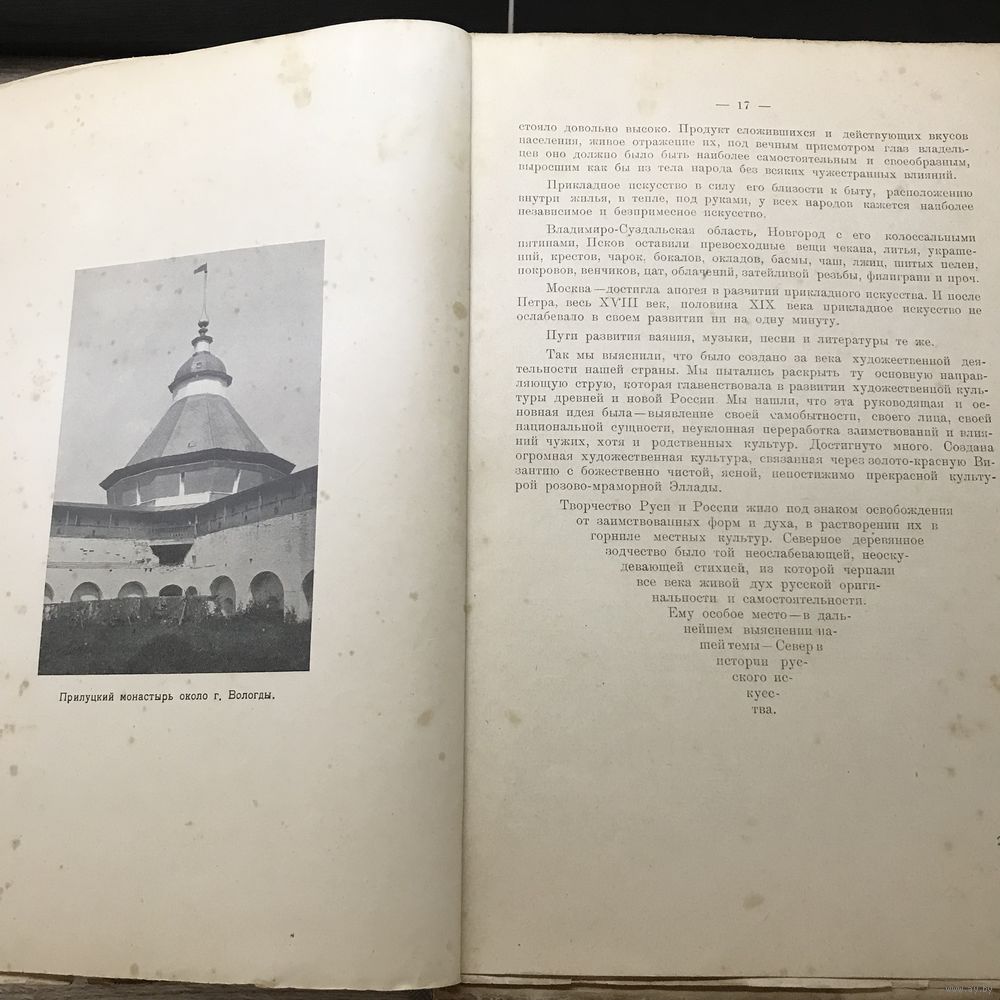 Прилуцкий монастырь около г. Вологды.
— 17 —
стояло довольно высоко. Продукт сложившихся и действующих вкусов
населения, живое отражение их, под вечным присмотром глаз владель-
цев оно должно было быть наиболее самостоятельным и своеобразным,
выросшим как бы из тела народа без всяких чужестранных влияний.
Прикладное искусство в силу его близости к быту, расположению
внутри жилья, в тепле, под руками, у всех народов кажется наиболее
независимое и безпримесное искусство.
Владимиро-Суздальская область, Новгород с его колоссальными
пятинами, Псков оставили превосходные вещи чекана, литья, украше-
ний, крестов, чарок, бокалов, окладов, басмы, чаш, лжиц, шитых пелен,
покровов, венчиков, цат, облачений, затейливой резьбы, филиграни и проч.
Москва—достигла апогея в развитии прикладного искусства. И после
Петра, весь XVIII век, половина XIX века прикладное искусство не
ослабевало в своем развитии ни на одну минуту.
Пути развития ваяния, музыки, песни и литературы те же.
Так мы выяснили, что было создано за века художественной дея-
тельности нашей страны. Мы пытались раскрыть ту основную направ-
ляющую струю, которая главенствовала в развитии художественной куль-
туры древней и новой России Мы нашли, что эта руководящая и ос-
новная идея была—выявление своей самобытности, своего лица, своей
национальной сущности, неуклонная переработка заимствований и влия-
ний чужих, хотя и родственных культур. Достигнуто много. Создана
огромная художественная культура, связанная через золото-красную Ви-
зантию с божественно чистой, ясной, непостижимо прекрасной культу-
рой розово-мраморной Эллады.
Творчество Руси и России жило под знаком освобождения
от заимствованных форм и духа, в растворении их в
горниле местных культур. Северное деревянное
зодчество было той неослабевающей, неоску-
девающей стихией, из которой черпали
все века живой дух русской ориги-
нальности и самостоятельности.
Ему особое место—в даль-
нейшем выяснении на-
шей темы—Север в
истории рус-
ского ис-
кусс-
тва.